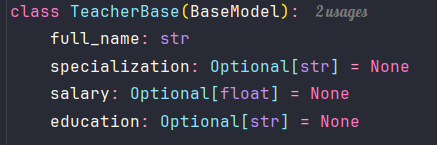 class TeacherBase(BaseModel): 2 usages
    full_name: str
    specialization: Optional[str] = None
    salary: Optional[float] = None
    education: Optional[str] = None